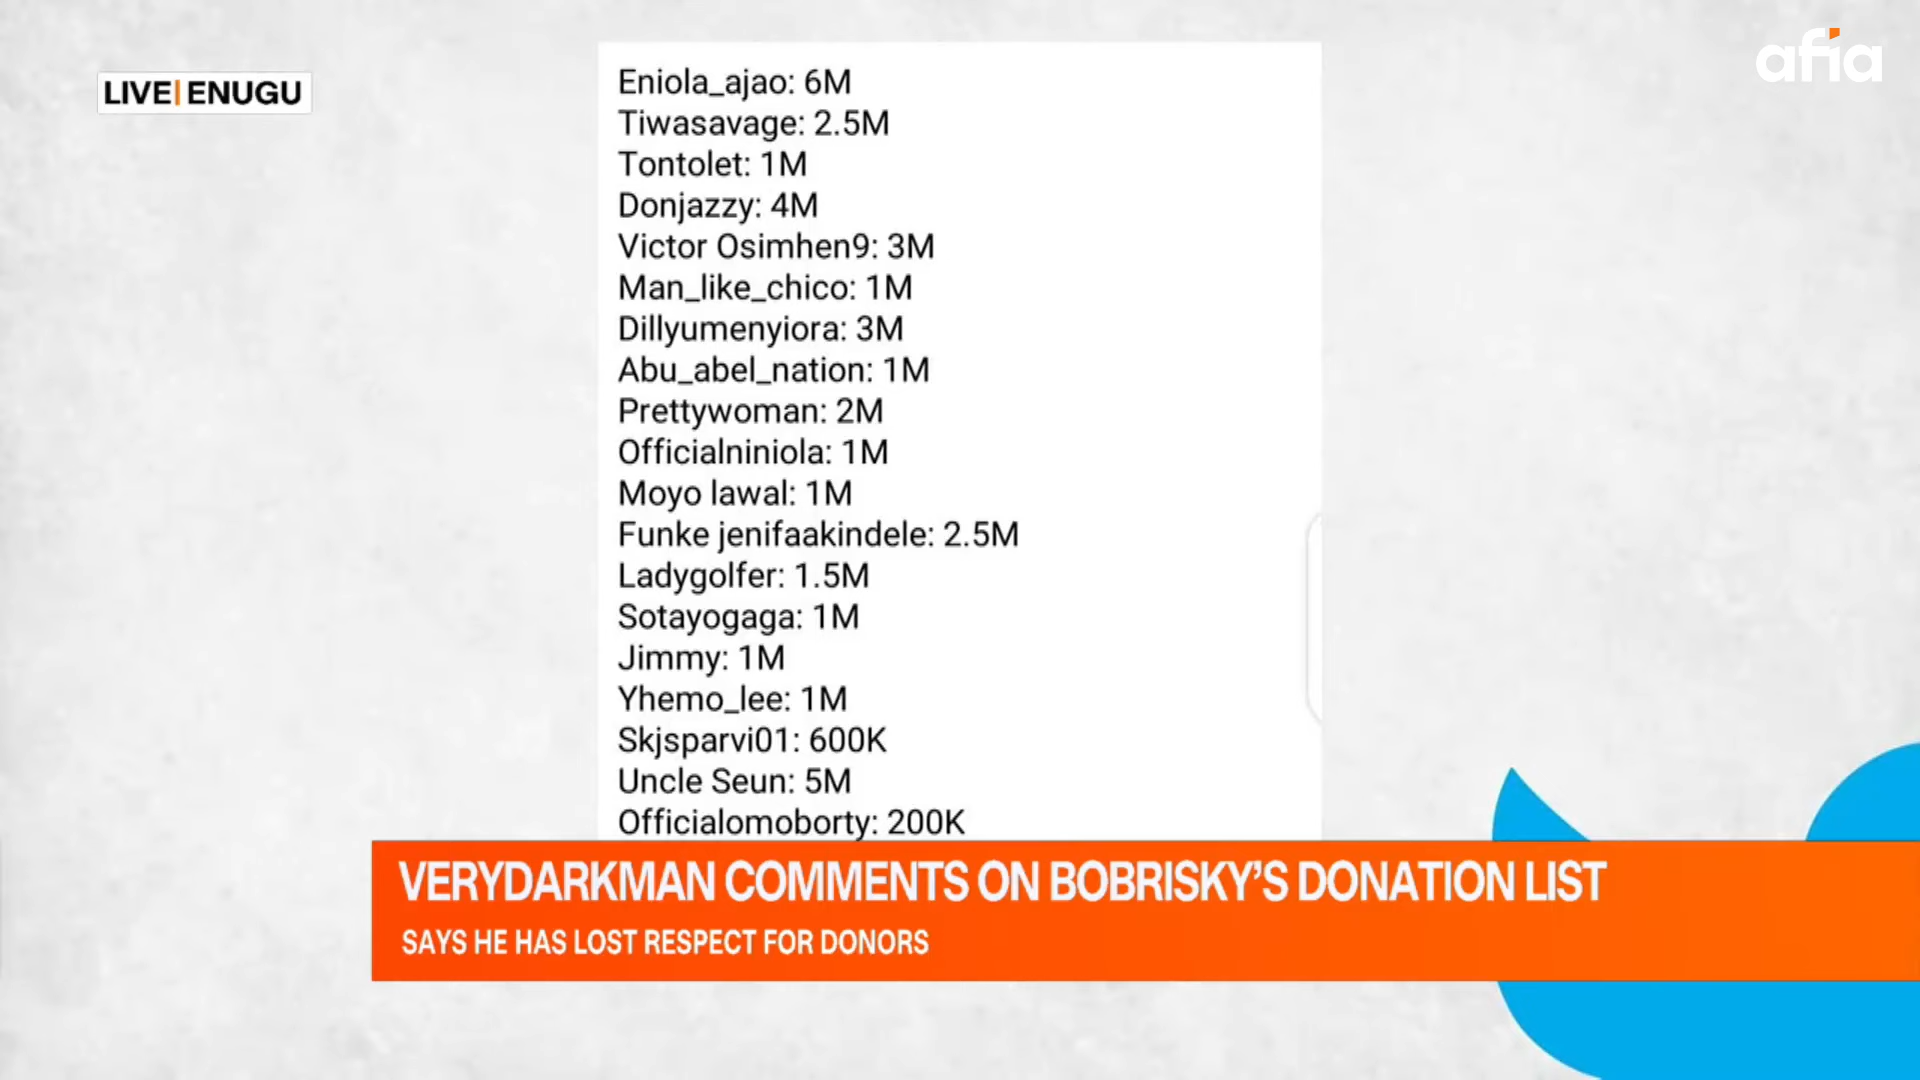 LIVE ENUGU
afia
Eniola_ajao: 6M
Tiwasavage: 2.5M
Tontolet: 1M
Donjazzy: 4M
Victor Osimhen9: 3M
Man_like_chico: 1M
Dillyumenyiora: 3M
Abu_abel_nation: 1M
Prettywoman: 2M
Officialniniola: 1M
Moyo lawal: 1M
Funke jenifaakindele: 2.5M
Ladygolfer: 1.5M
Sotayogaga: 1M
Jimmy: 1M
Yhemo_lee: 1M
Skjsparvi01: 600K
Uncle Seun: 5M
Officialomoborty: 200K
VERYDARKMAN COMMENTS ON BOBRISKY'S DONATION LIST
SAYS HE HAS LOST RESPECT FOR DONORS